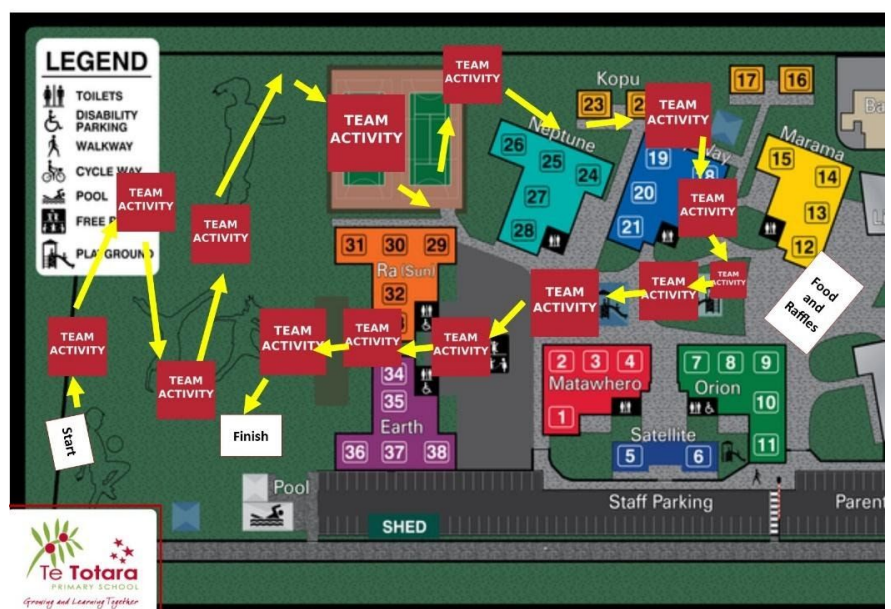 LEGEND
TOILETS
DISABILITY
PARKING
WALKWAY
CYCLE WAY
POOL
FREE
PLAYGROUND
TEAM
ACTIVITY
TEAM
ACTIVITY
TEAM
ACTIVITY
TEAM
ACTIVITY
TEAM
ACTIVITY
TEAM
ACTIVITY
TEAM
ACTIVITY
TEAM
ACTIVITY
TEAM
ACTIVITY
TEAM
ACTIVITY
TEAM
ACTIVITY
TEAM
ACTIVITY
TEAM
ACTIVITY
TEAM
ACTIVITY
Start
Finish
Food
and
Raffles
Kopu
23
17
16
Neptune
26
25
24
27
28
19
18
20
21
Marama
15
14
13
12
31
30
29
Ra (Sun)
32
34
35
Earth
36
37
38
2
3
4
Matawhero
1
7
8
9
Orion
10
11
Satellite
5
6
Pool
Staff Parking
SHED
Te Totara
PRIMARY SCHOOL
Growing and Learning Together